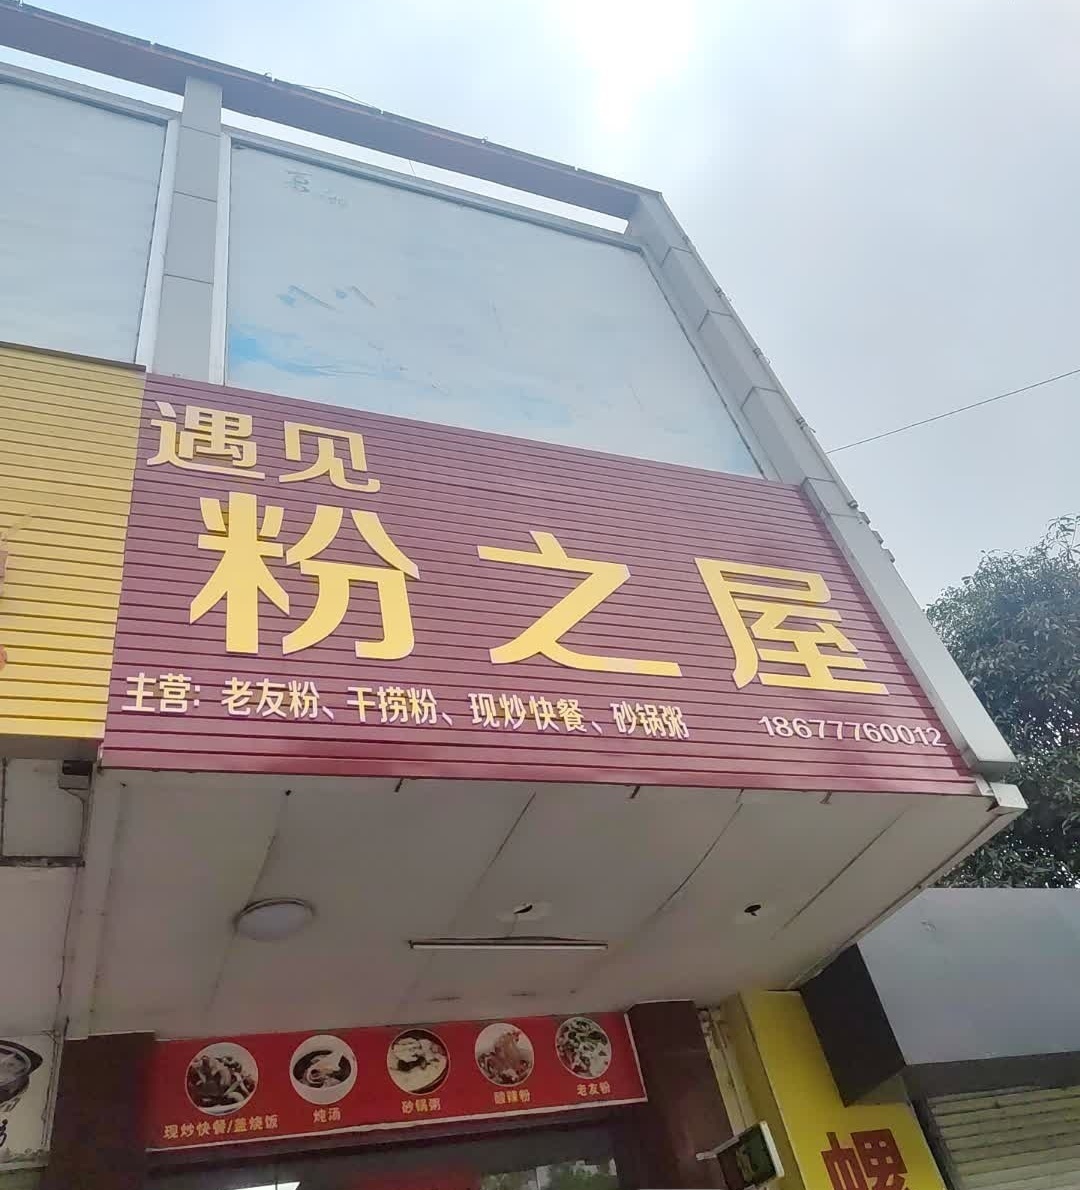 遇见
粉之屋
主营：老友粉、干捞粉、现炒快餐、砂锅粥
18677760012
现炒快餐/盖烧饭
炖汤
砂锅粥
酸辣粉
老友粉
螺